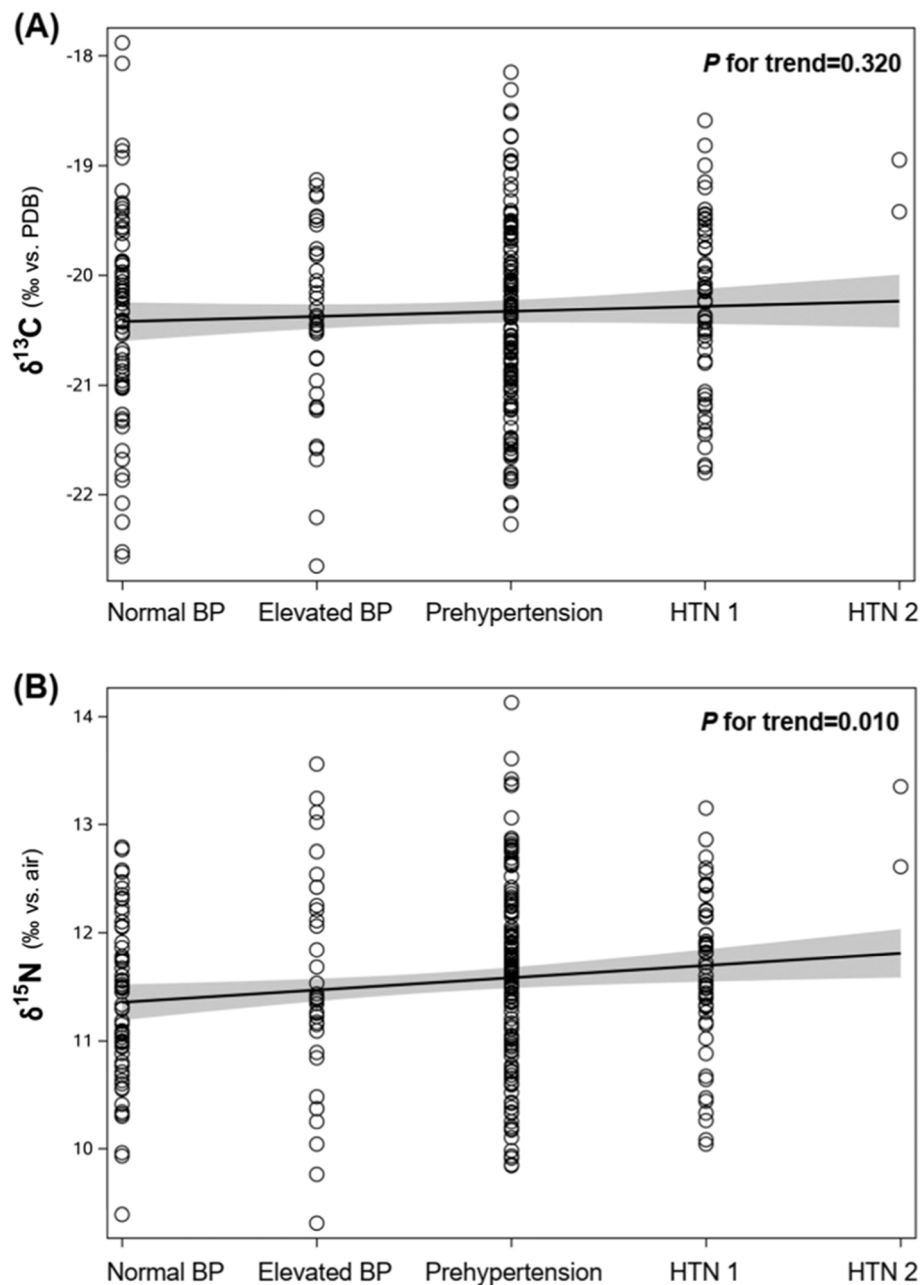 (A)
P for trend=0.320
δ¹³C (‰ vs. PDB)
-18
-19
-20
-21
-22
Normal BP Elevated BP Prehypertension HTN 1 HTN 2
(B)
P for trend=0.010
δ¹⁵N (‰ vs. air)
14
13
12
11
10
Normal BP Elevated BP Prehypertension HTN 1 HTN 2